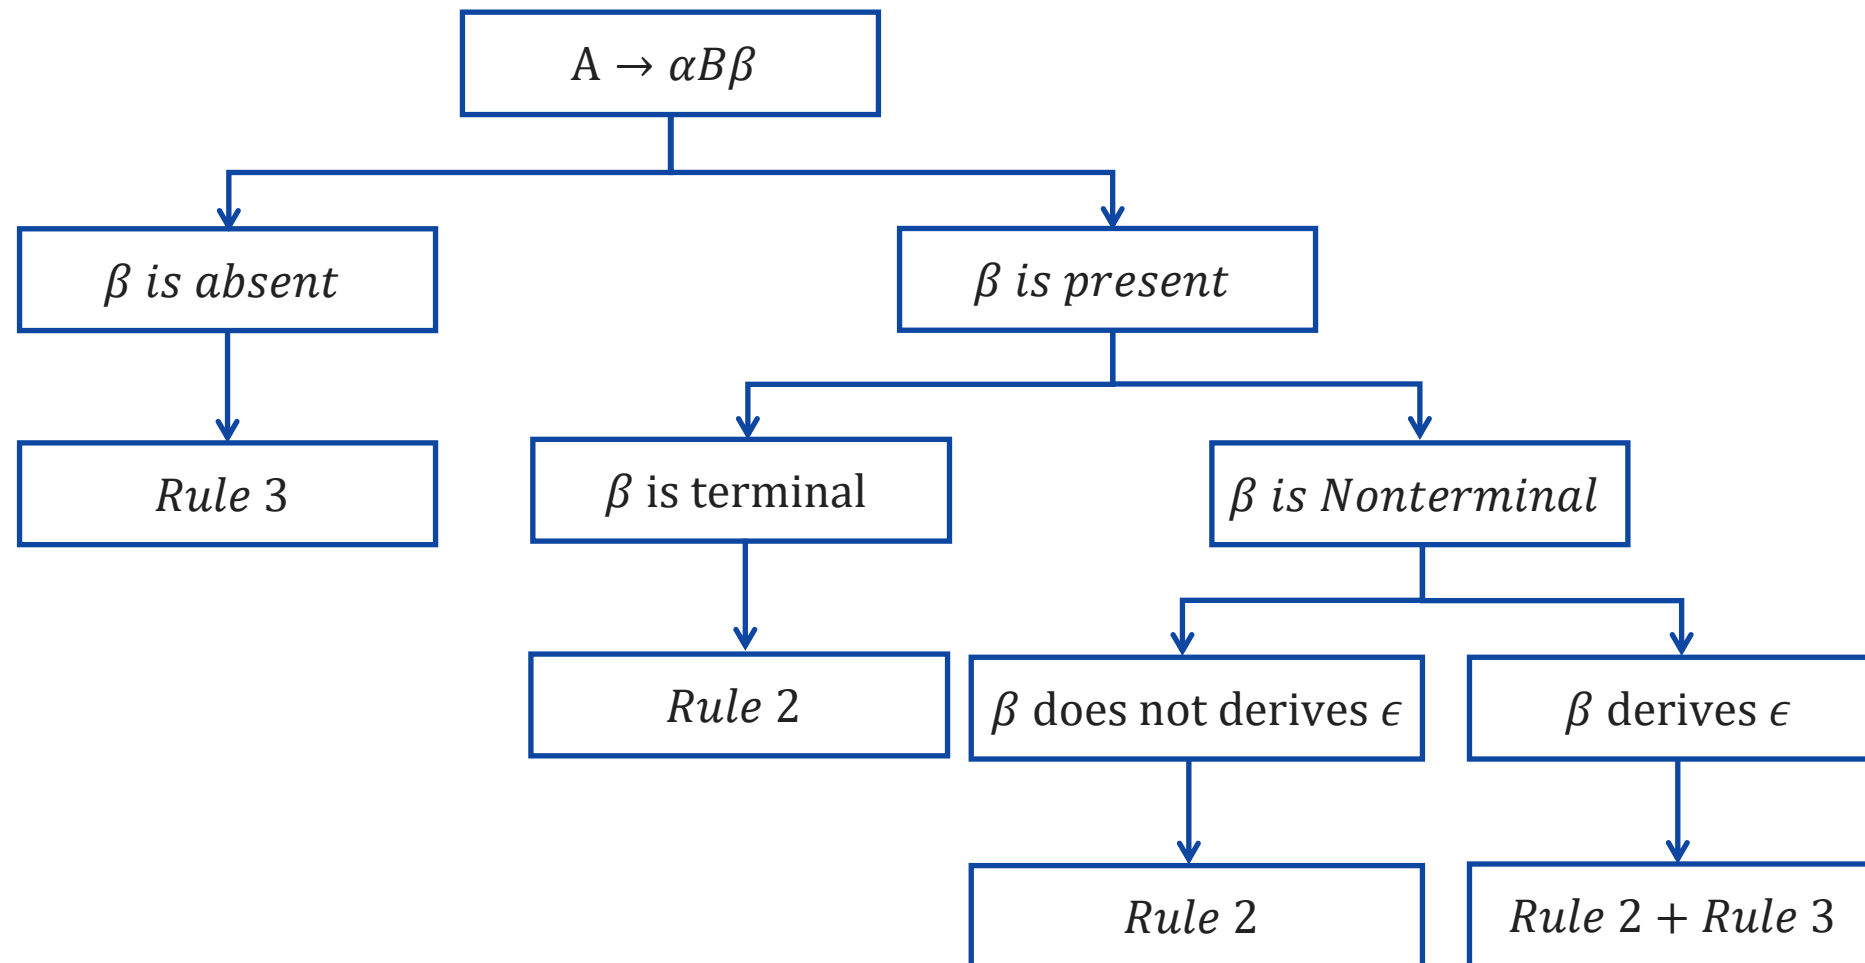 A → αBβ
β is absent
β is present
Rule 3
β is terminal
β is Nonterminal
Rule 2
β does not derives ϵ
β derives ϵ
Rule 2
Rule 2 + Rule 3